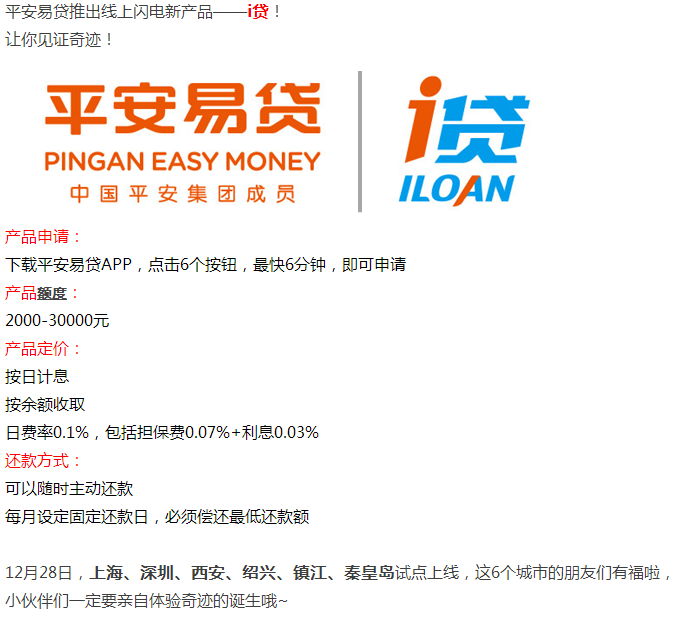 平安易贷推出线上闪电新产品——i贷！
让你见证奇迹！
平安易贷
PINGAN EASY MONEY
中国平安集团成员
i贷
ILOAN
产品申请：
下载平安易贷APP，点击6个按钮，最快6分钟，即可申请
产品额度：
2000-30000元
产品定价：
按日计息
按余额收取
日费率0.1%，包括担保费0.07%+利息0.03%
还款方式：
可以随时主动还款
每月设定固定还款日，必须偿还最低还款额
12月28日，上海、深圳、西安、绍兴、镇江、秦皇岛试点上线，这6个城市的朋友们有福啦，
小伙伴们一定要亲自体验奇迹的诞生哦~